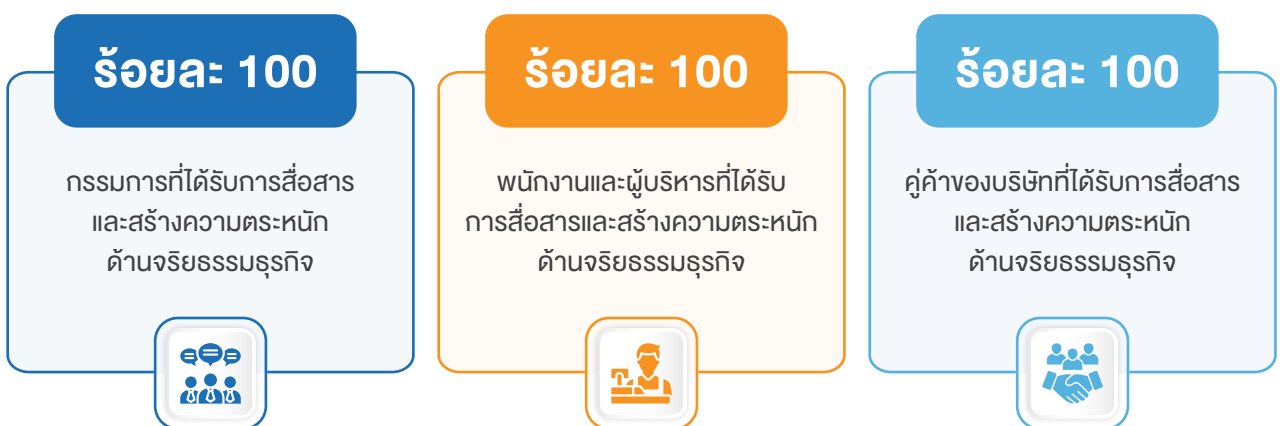 ร้อยละ 100
กรรมการที่ได้รับการสื่อสาร
และสร้างความตระหนัก
ด้านจริยธรรมธุรกิจ
ร้อยละ 100
พนักงานและผู้บริหารที่ได้รับ
การสื่อสารและสร้างความตระหนัก
ด้านจริยธรรมธุรกิจ
ร้อยละ 100
คู่ค้าของบริษัทที่ได้รับการสื่อสาร
และสร้างความตระหนัก
ด้านจริยธรรมธุรกิจ